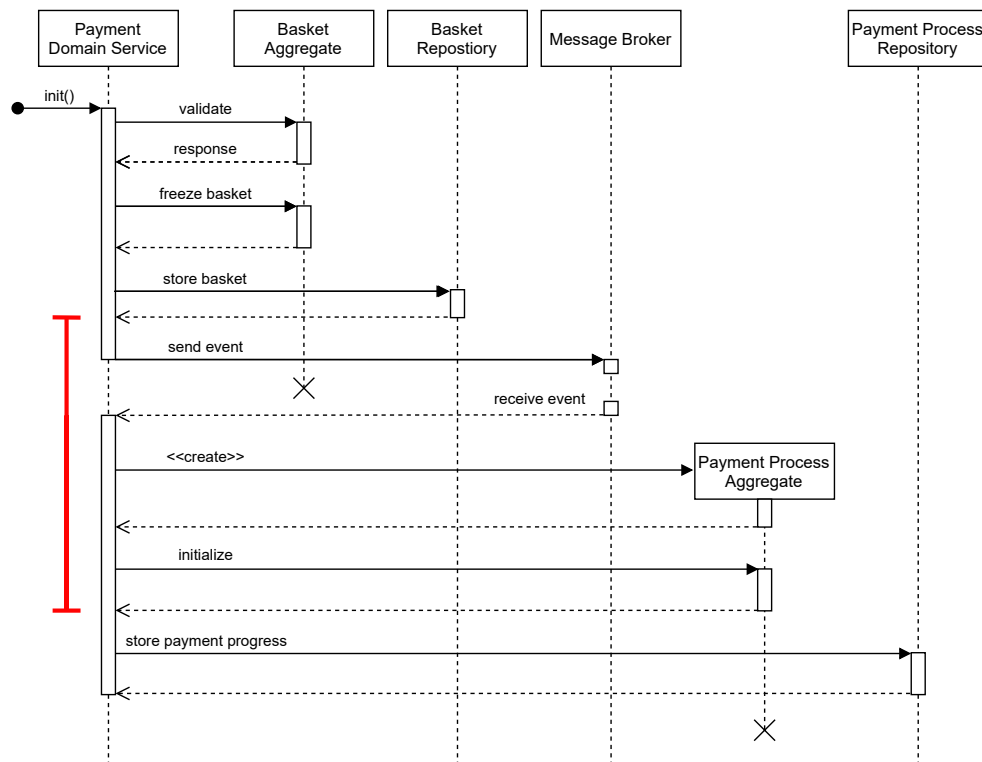 Payment
Domain Service
Basket
Aggregate
Basket
Repostiory
Message Broker
Payment Process
Repository
init()
validate
response
freeze basket
store basket
send event
receive event
<<create>>
Payment Process
Aggregate
initialize
store payment progress